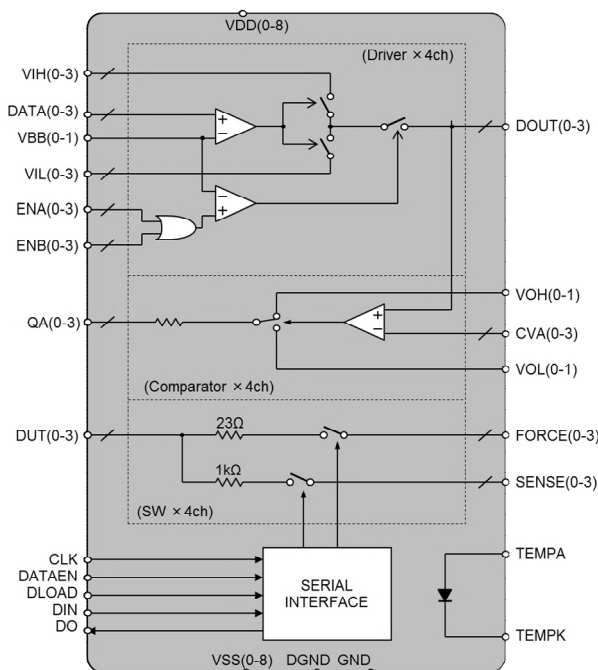 VDD(0-8)
(Driver × 4ch)
VIH(0-3)
DATA(0-3)
VBB(0-1)
VIL(0-3)
ENA(0-3)
ENB(0-3)
+
−
−
+
DOUT(0-3)
VOH(0-1)
QA(0-3)
+
−
CVA(0-3)
VOL(0-1)
(Comparator × 4ch)
23Ω
DUT(0-3)
FORCE(0-3)
1kΩ
SENSE(0-3)
(SW × 4ch)
CLK
DATAEN
DLOAD
DIN
DO
SERIAL
INTERFACE
TEMPA
TEMPK
VSS(0-8) DGND GND